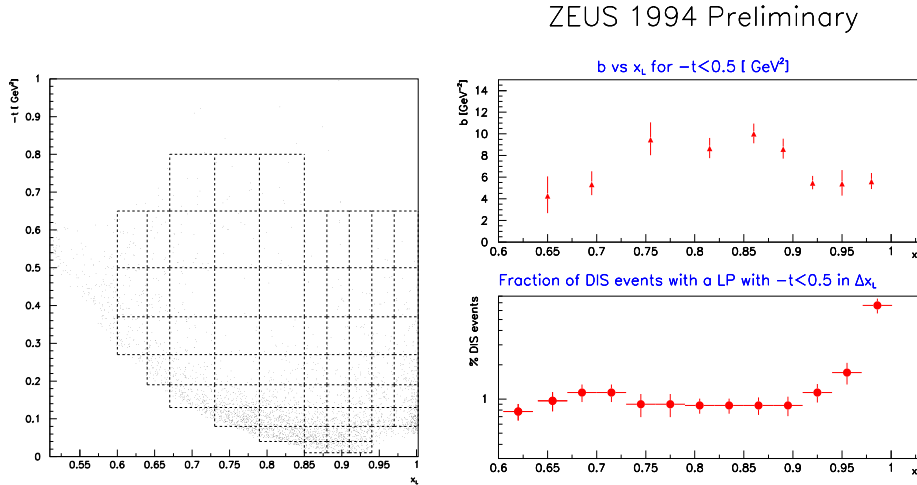 ZEUS 1994 Preliminary
-t [ GeV²]
1
0.9
0.8
0.7
0.6
0.5
0.4
0.3
0.2
0.1
0
0.55 0.6 0.65 0.7 0.75 0.8 0.85 0.9 0.95 1
x_L
b vs x_L for -t<0.5 [ GeV²]
b [GeV⁻²]
14
12
10
8
6
4
2
0
0.6 0.65 0.7 0.75 0.8 0.85 0.9 0.95 1
x
Fraction of DIS events with a LP with -t<0.5 in Δx_L
% DIS events
1
0.6 0.65 0.7 0.75 0.8 0.85 0.9 0.95 1
x